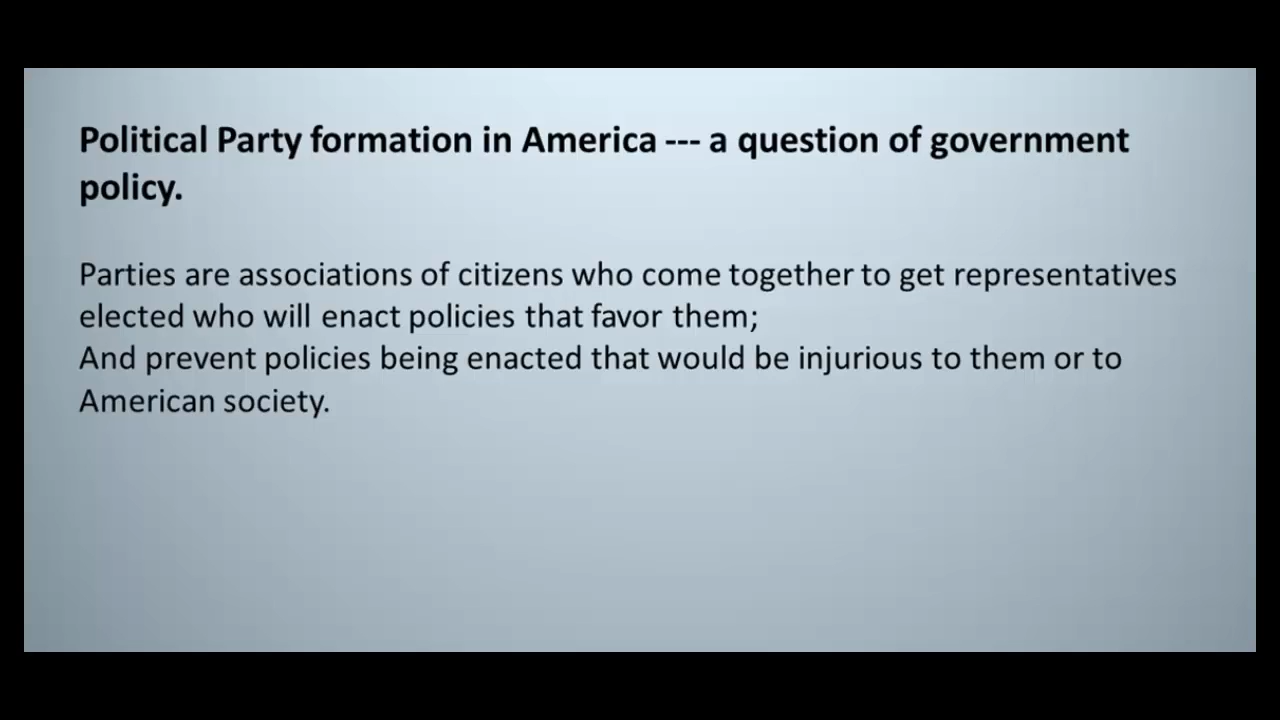 Political Party formation in America --- a question of government
policy.
Parties are associations of citizens who come together to get representatives
elected who will enact policies that favor them;
And prevent policies being enacted that would be injurious to them or to
American society.